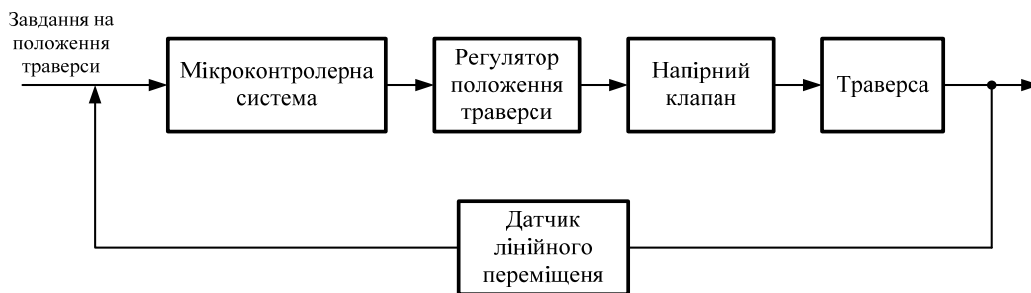 Завдання на
положення
траверси
Мікроконтролерна
система
Регулятор
положення
траверси
Напірний
клапан
Траверса
Датчик
лінійного
переміщеня